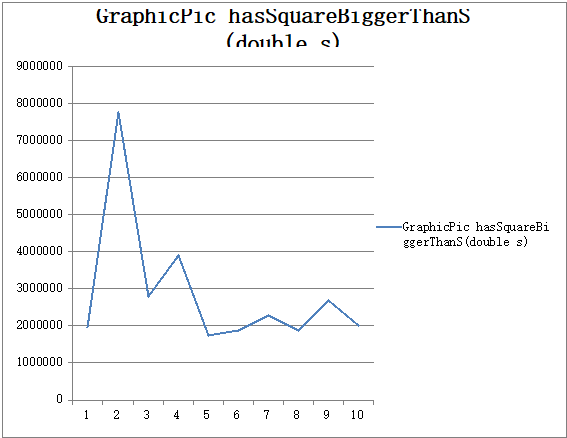 GraphicPic hasSquareBiggerThanS
(double s)
9000000
8000000
7000000
6000000
5000000
4000000
3000000
2000000
1000000
0
1 2 3 4 5 6 7 8 9 10
GraphicPic hasSquareBi
ggerThanS(double s)